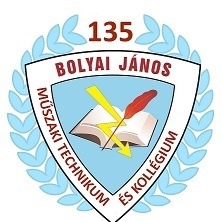 135
BOLYAI JÁNOS
MŰSZAKI TECHNIKUM
ÉS KOLLÉGIUM